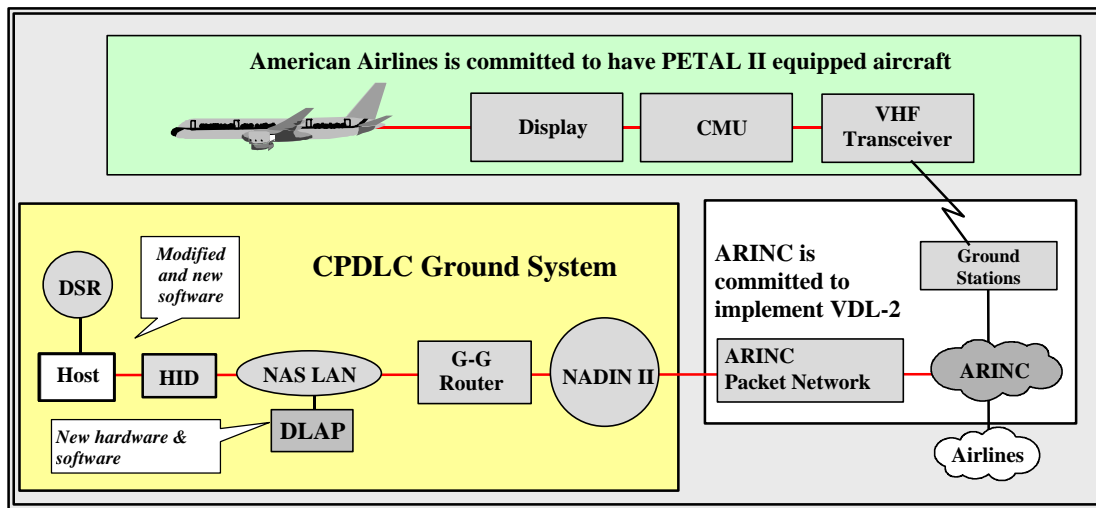 American Airlines is committed to have PETAL II equipped aircraft
Display
CMU
VHF
Transceiver
CPDLC Ground System
Modified
and new
software
DSR
Host
HID
NAS LAN
DLAP
New hardware &
software
G-G
Router
NADIN II
ARINC is
committed to
implement VDL-2
Ground
Stations
ARINC
Packet Network
ARINC
Airlines